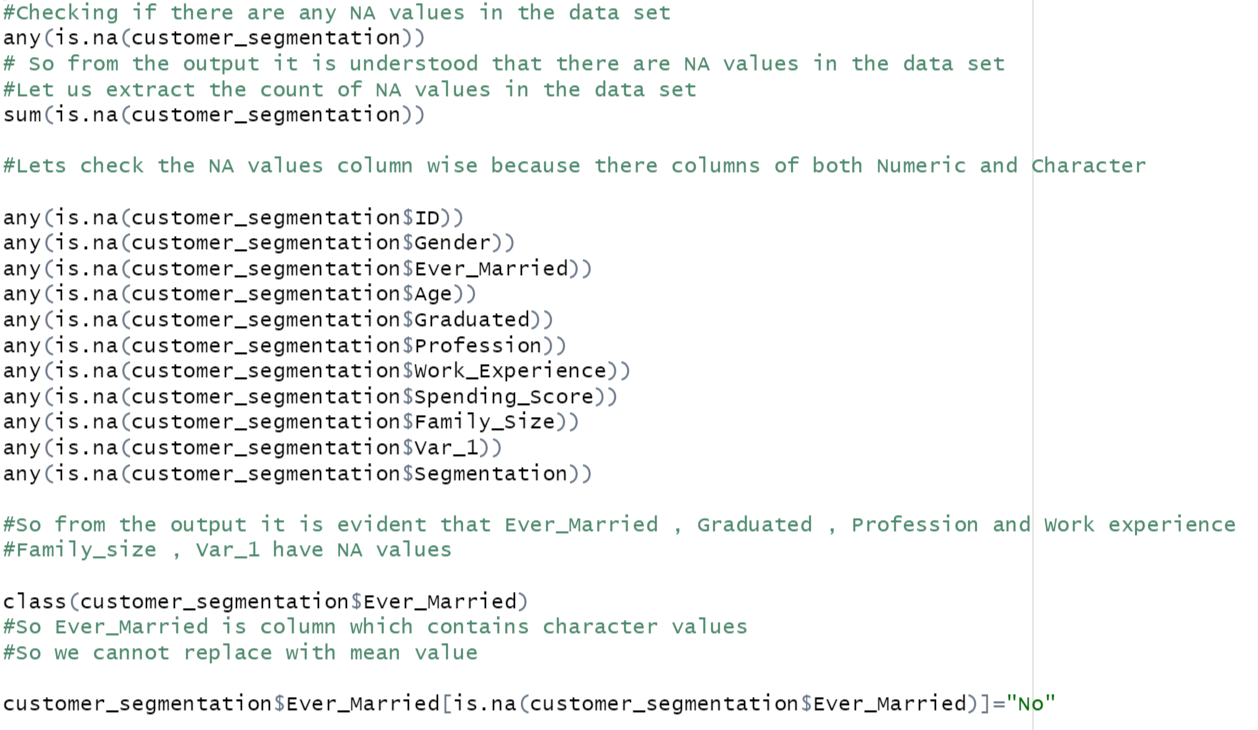 #Checking if there are any NA values in the data set
any(is.na(customer_segmentation))
# So from the output it is understood that there are NA values in the data set
#Let us extract the count of NA values in the data set
sum(is.na(customer_segmentation))
#Lets check the NA values column wise because there columns of both Numeric and Character
any(is.na(customer_segmentation$ID))
any(is.na(customer_segmentation$Gender))
any(is.na(customer_segmentation$Ever_Married))
any(is.na(customer_segmentation$Age))
any(is.na(customer_segmentation$Graduated))
any(is.na(customer_segmentation$Profession))
any(is.na(customer_segmentation$Work_Experience))
any(is.na(customer_segmentation$Spending_Score))
any(is.na(customer_segmentation$Family_Size))
any(is.na(customer_segmentation$Var_1))
any(is.na(customer_segmentation$Segmentation))
#So from the output it is evident that Ever_Married , Graduated , Profession and Work experience
#Family_size , Var_1 have NA values
class(customer_segmentation$Ever_Married)
#So Ever_Married is column which contains character values
#So we cannot replace with mean value
customer_segmentation$Ever_Married[is.na(customer_segmentation$Ever_Married)]="No"